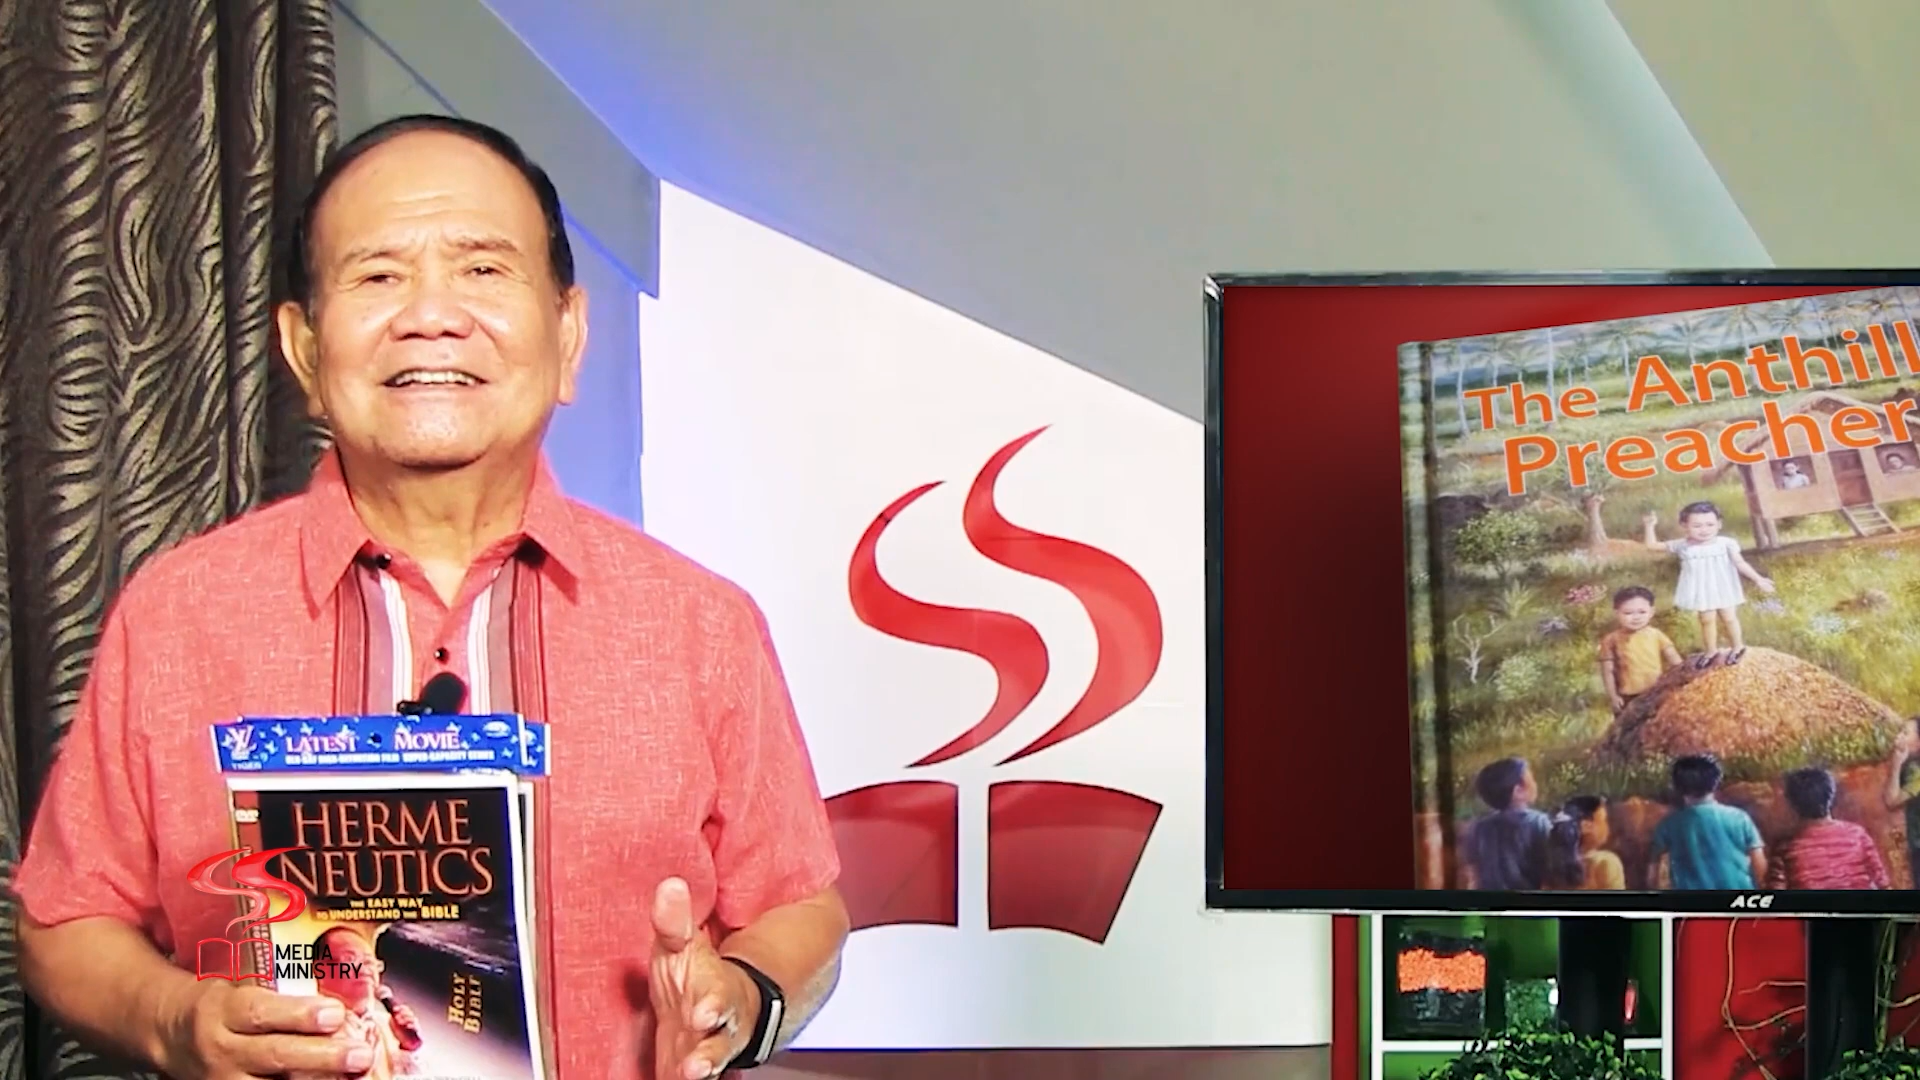 The Anthill
Preacher
LATEST MOVIE
HERME
NEUTICS
THE EASY WAY
TO UNDERSTAND THE BIBLE
HOLY
BIBLE
MEDIA
MINISTRY
ACE